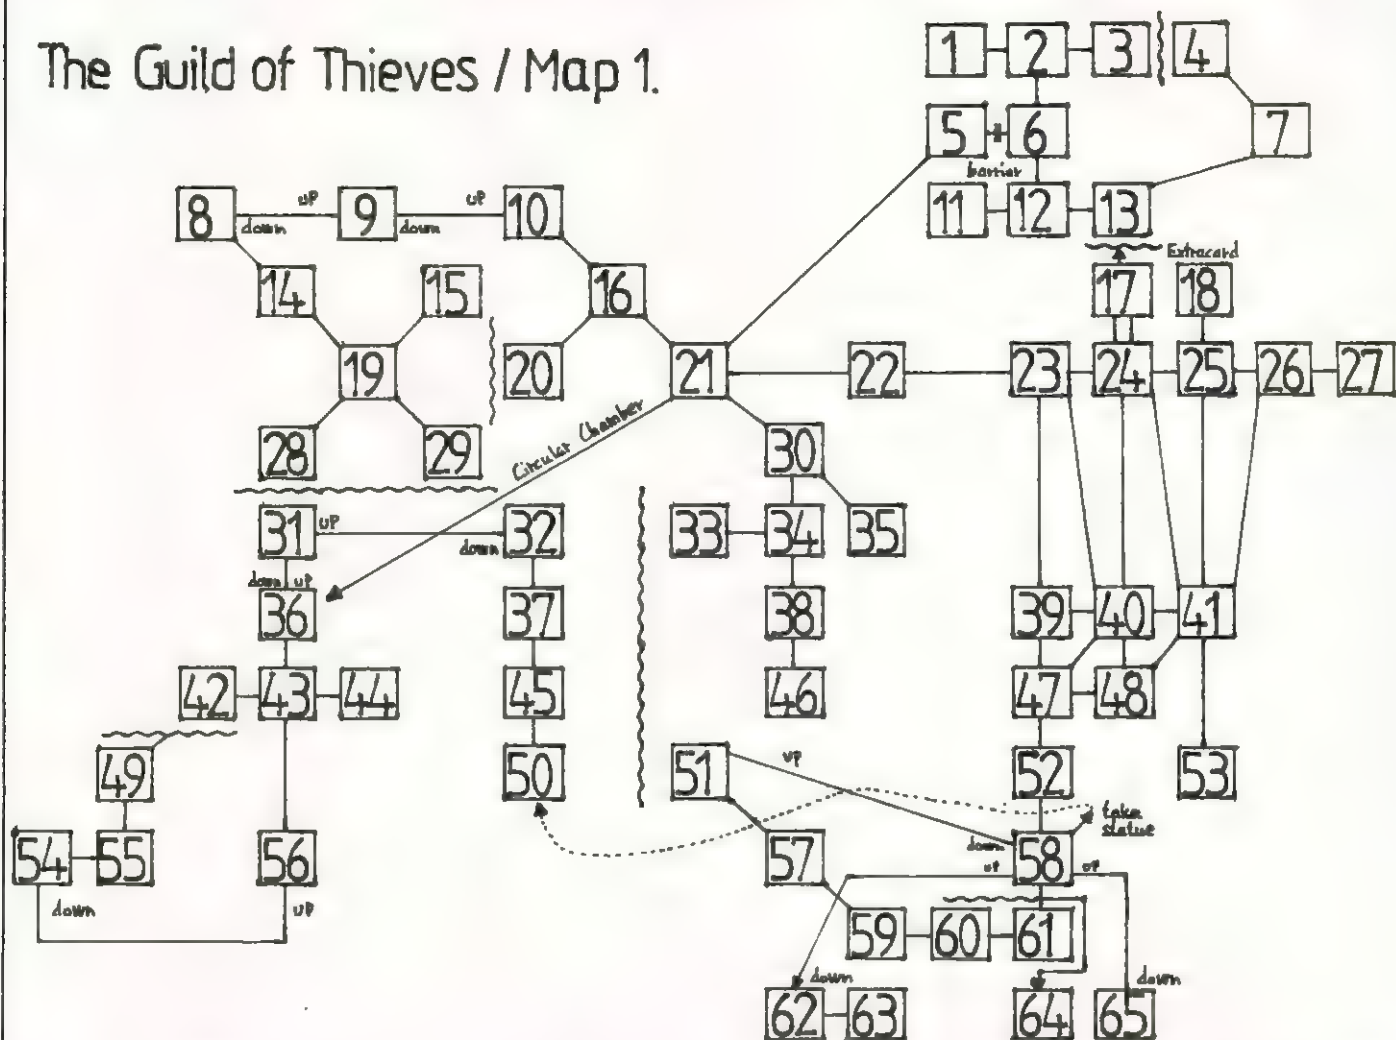 The Guild of Thieves / Map 1.
1 2 3 4
5 6 7
barrier
8 up down 9 up down 10 11 12 13
Extracard
14 15 16 17 18
19 20 21 22 23 24 25 26 27
Circular Chamber
28 29 30
31 up down 32 33 34 35
down up
36 37 38 39 40 41
42 43 44 45 46 47 48
49 50 51 up 52 53
take
statue
54 55 56 57 down up 58 up
down up
59 60 61
down down
62 63 64 65